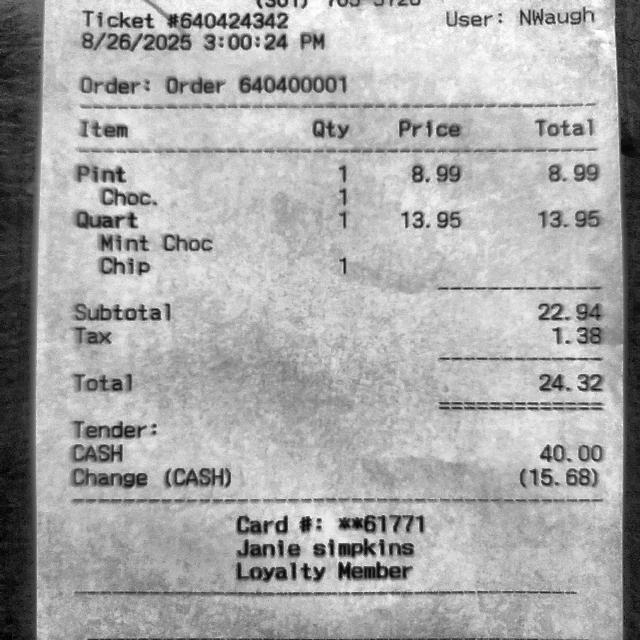 Ticket #640424342 User: NWaugh
8/26/2025 3:00:24 PM
Order: Order 640400001
Item Qty Price Total
Pint 1 8.99 8.99
Choc. 1
Quart 1 13.95 13.95
Mint Choc
Chip 1
Subtotal 22.94
Tax 1.38
Total 24.32
Tender:
CASH 40.00
Change (CASH) (15.68)
Card #: **61771
Janie simpkins
Loyalty Member